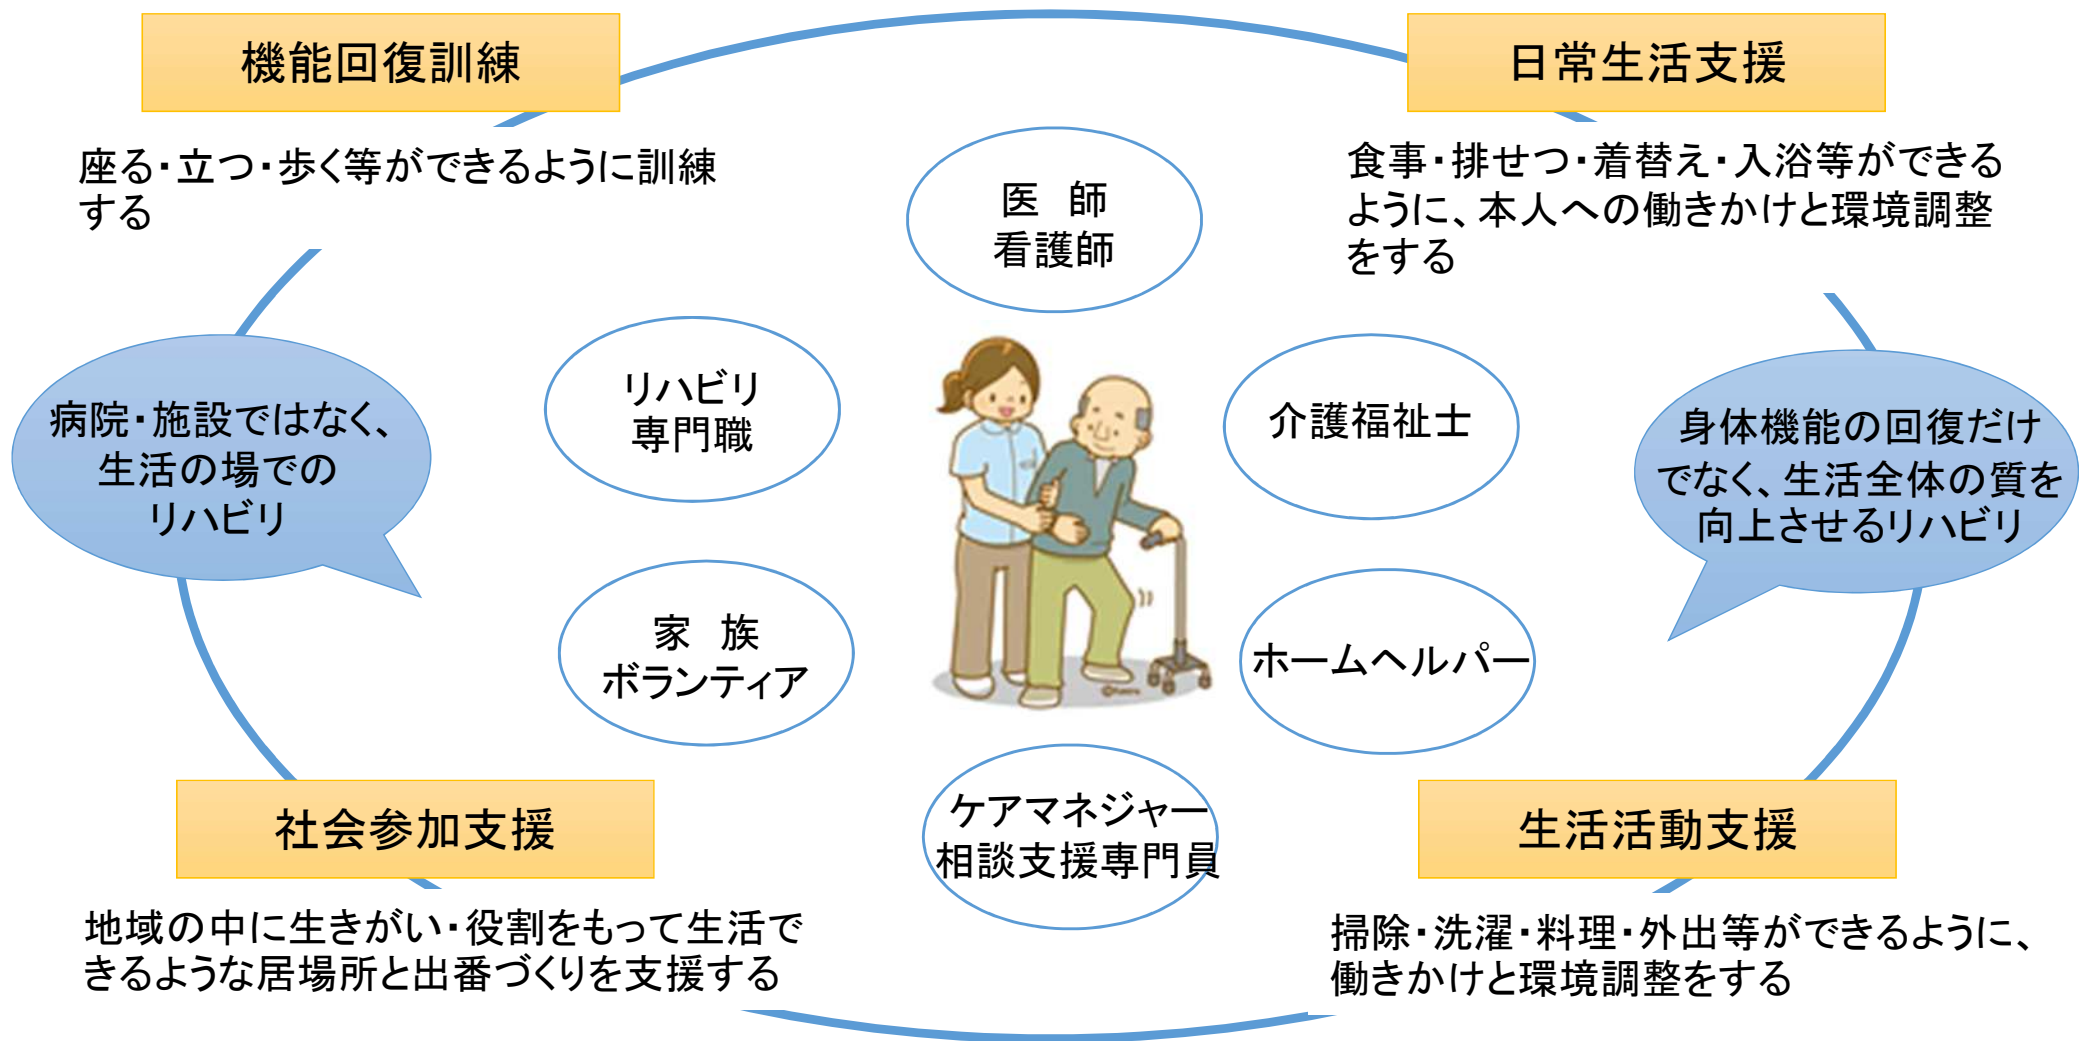 機能回復訓練
座る・立つ・歩く等ができるように訓練
する
日常生活支援
食事・排せつ・着替え・入浴等ができる
ように、本人への働きかけと環境調整
をする
医　師
看護師
リハビリ
専門職
介護福祉士
病院・施設ではなく、
生活の場での
リハビリ
身体機能の回復だけ
でなく、生活全体の質を
向上させるリハビリ
家　族
ボランティア
ホームヘルパー
ケアマネジャー
相談支援専門員
社会参加支援
地域の中に生きがい・役割をもって生活で
きるような居場所と出番づくりを支援する
生活活動支援
掃除・洗濯・料理・外出等ができるように、
働きかけと環境調整をする